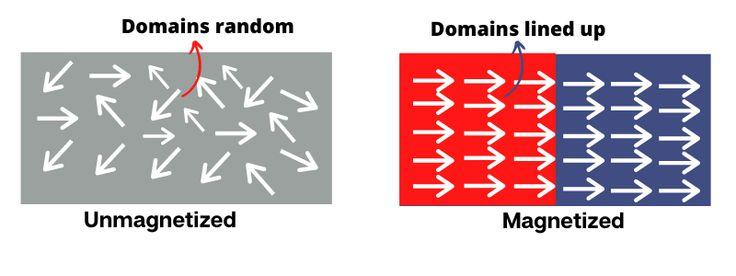 Domains random
Domains lined up
Unmagnetized
Magnetized